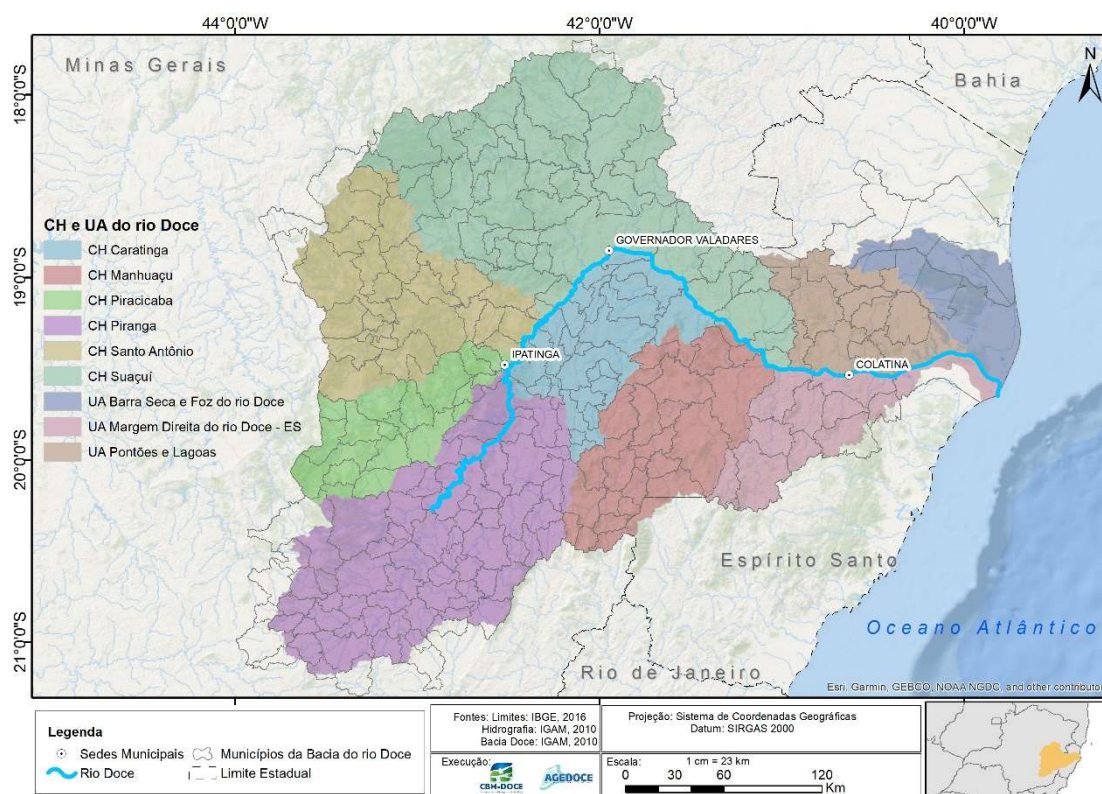 44°0'0"W
42°0'0"W
40°0'0"W
Minas Gerais
Bahia
N
18°0'0"S
19°0'0"S
20°0'0"S
21°0'0"S
CH e UA do rio Doce
CH Caratinga
CH Manhuaçu
CH Piracicaba
CH Piranga
CH Santo Antônio
CH Suaçuí
UA Barra Seca e Foz do rio Doce
UA Margem Direita do rio Doce - ES
UA Pontões e Lagoas
GOVERNADOR VALADARES
IPATINGA
COLATINA
Espírito Santo
Oceano Atlântico
Rio de Janeiro
Esri, Garmin, GEBCO, NOAA NGDC, and other contributo
Legenda
Sedes Municipais
Municípios da Bacia do rio Doce
Rio Doce
Limite Estadual
Fontes: Limites: IBGE, 2016
Hidrografia: IGAM, 2010
Bacia Doce: IGAM, 2010
Projeção: Sistema de Coordenadas Geográficas
Datum: SIRGAS 2000
Execução:
CBH-DOCE
AGEDOCE
Escala:
1 cm = 23 km
0 30 60 120
Km